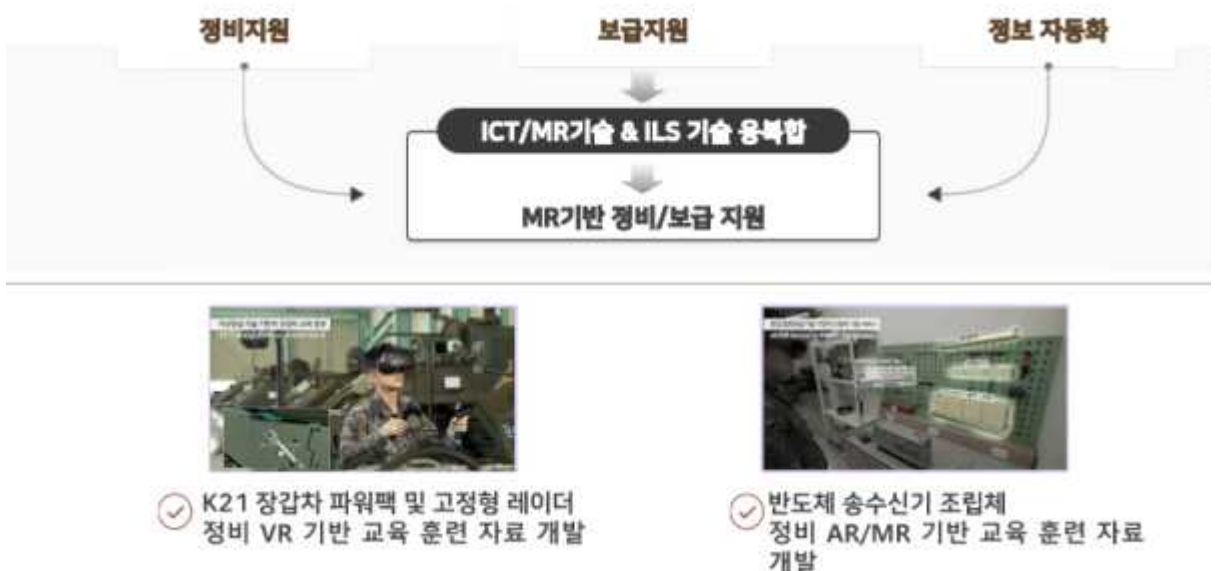 정비지원
보급지원
정보 자동화
ICT/MR기술 & ILS 기술 융복합
MR기반 정비/보급 지원
K21 장갑차 파워팩 및 고정형 레이더
정비 VR 기반 교육 훈련 자료 개발
반도체 송수신기 조립체
정비 AR/MR 기반 교육 훈련 자료
개발